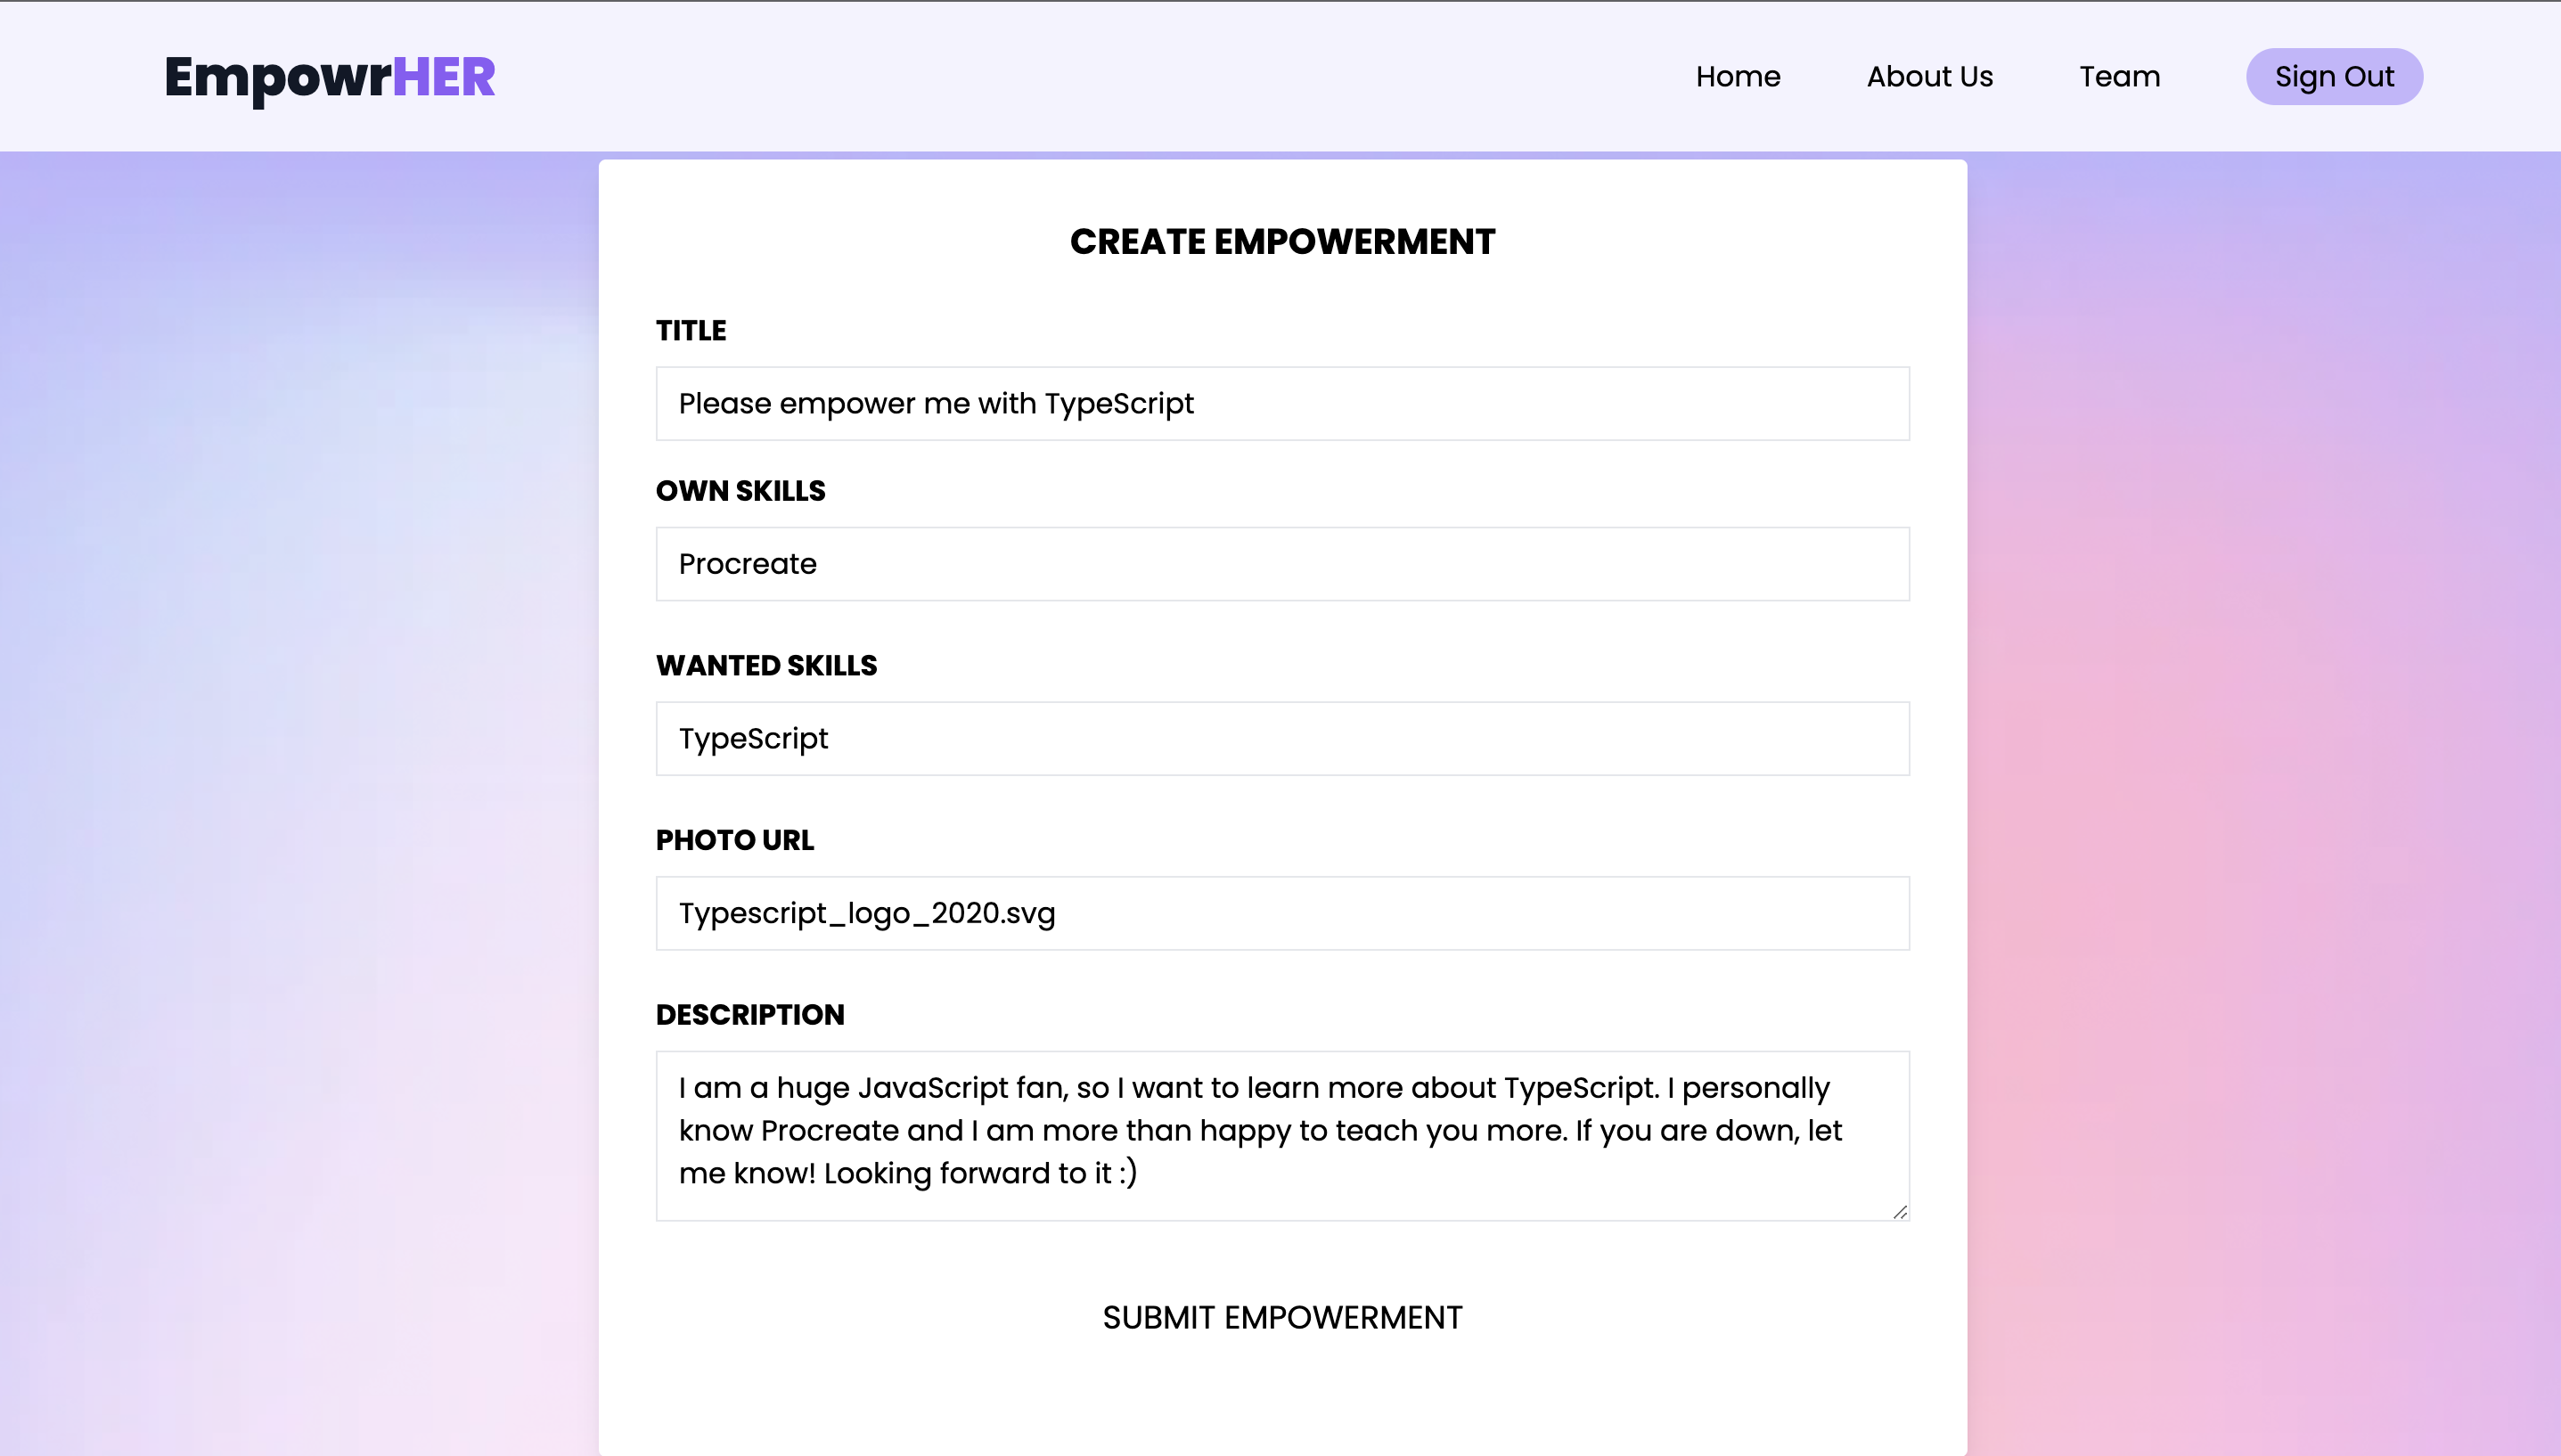 EmpowrHER
Home
About Us
Team
Sign Out
CREATE EMPOWERMENT
TITLE
Please empower me with TypeScript
OWN SKILLS
Procreate
WANTED SKILLS
TypeScript
PHOTO URL
Typescript_logo_2020.svg
DESCRIPTION
I am a huge JavaScript fan, so I want to learn more about TypeScript. I personally
know Procreate and I am more than happy to teach you more. If you are down, let
me know! Looking forward to it :)
SUBMIT EMPOWERMENT